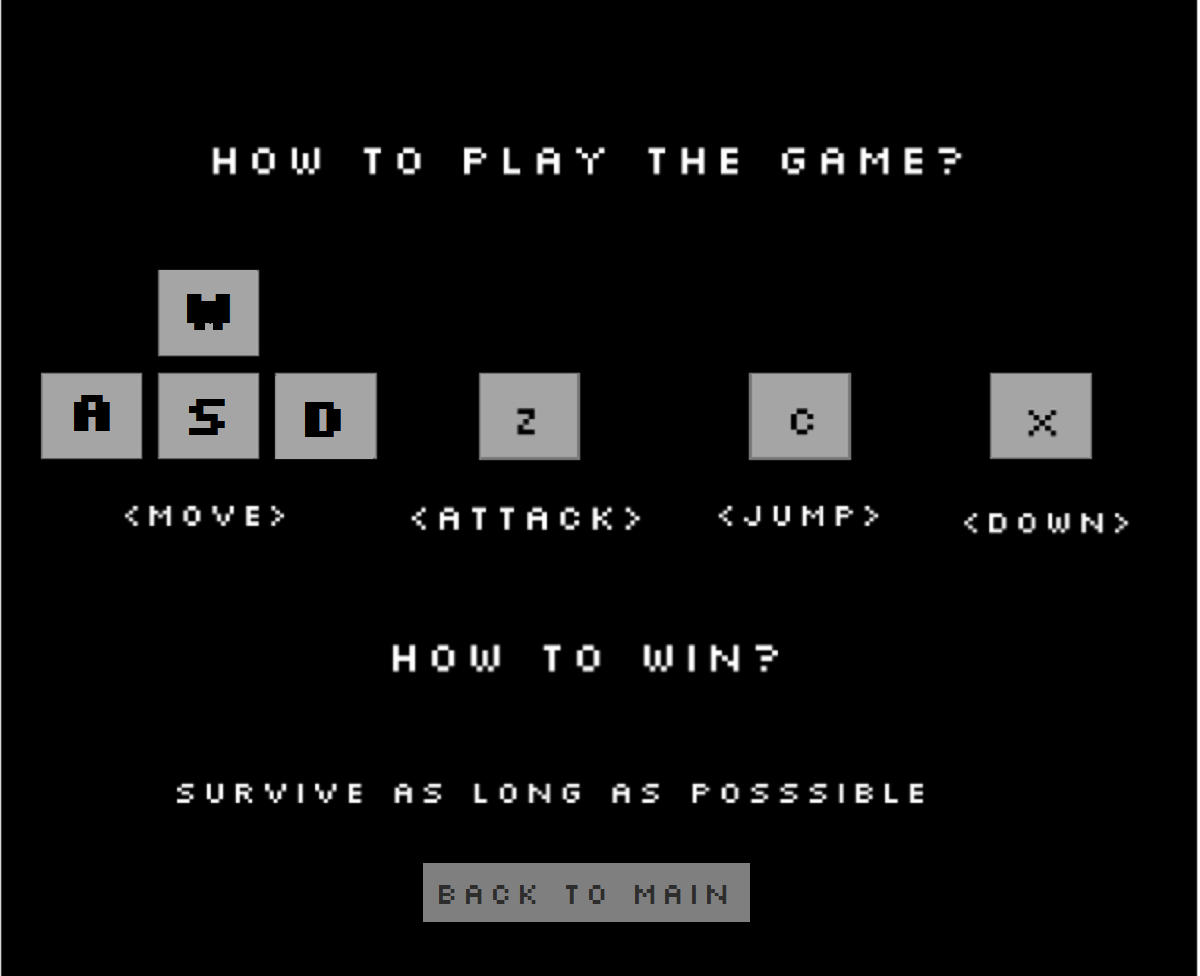 HOW TO PLAY THE GAME?
W
A S D Z C X
<MOVE> <ATTACK> <JUMP> <DOWN>
HOW TO WIN?
SURVIVE AS LONG AS POSSSIBLE
BACK TO MAIN